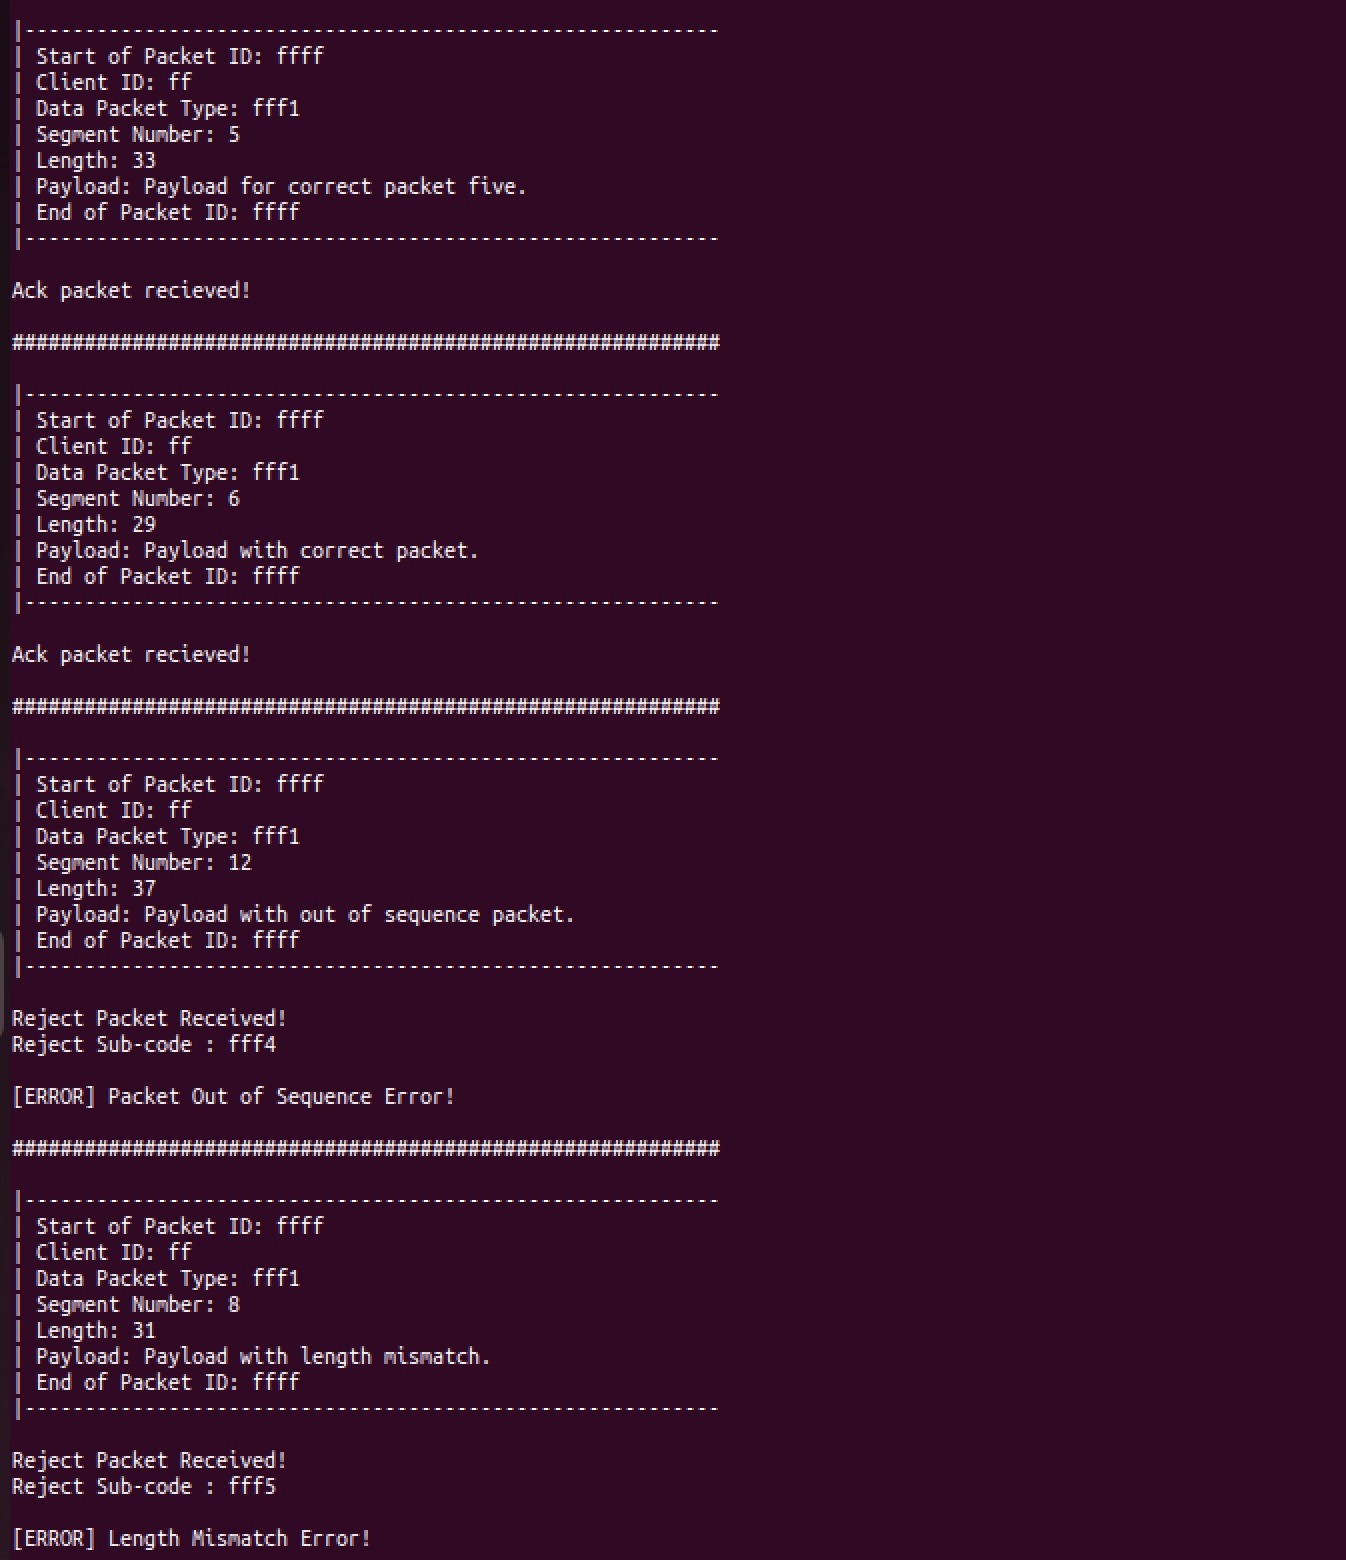 |----------------------------------------------------------
| Start of Packet ID: ffff
| Client ID: ff
| Data Packet Type: fff1
| Segment Number: 5
| Length: 33
| Payload: Payload for correct packet five.
| End of Packet ID: ffff
|----------------------------------------------------------
Ack packet recieved!
###########################################################
|----------------------------------------------------------
| Start of Packet ID: ffff
| Client ID: ff
| Data Packet Type: fff1
| Segment Number: 6
| Length: 29
| Payload: Payload with correct packet.
| End of Packet ID: ffff
|----------------------------------------------------------
Ack packet recieved!
###########################################################
|----------------------------------------------------------
| Start of Packet ID: ffff
| Client ID: ff
| Data Packet Type: fff1
| Segment Number: 12
| Length: 37
| Payload: Payload with out of sequence packet.
| End of Packet ID: ffff
|----------------------------------------------------------
Reject Packet Received!
Reject Sub-code : fff4
[ERROR] Packet Out of Sequence Error!
###########################################################
|----------------------------------------------------------
| Start of Packet ID: ffff
| Client ID: ff
| Data Packet Type: fff1
| Segment Number: 8
| Length: 31
| Payload: Payload with length mismatch.
| End of Packet ID: ffff
|----------------------------------------------------------
Reject Packet Received!
Reject Sub-code : fff5
[ERROR] Length Mismatch Error!